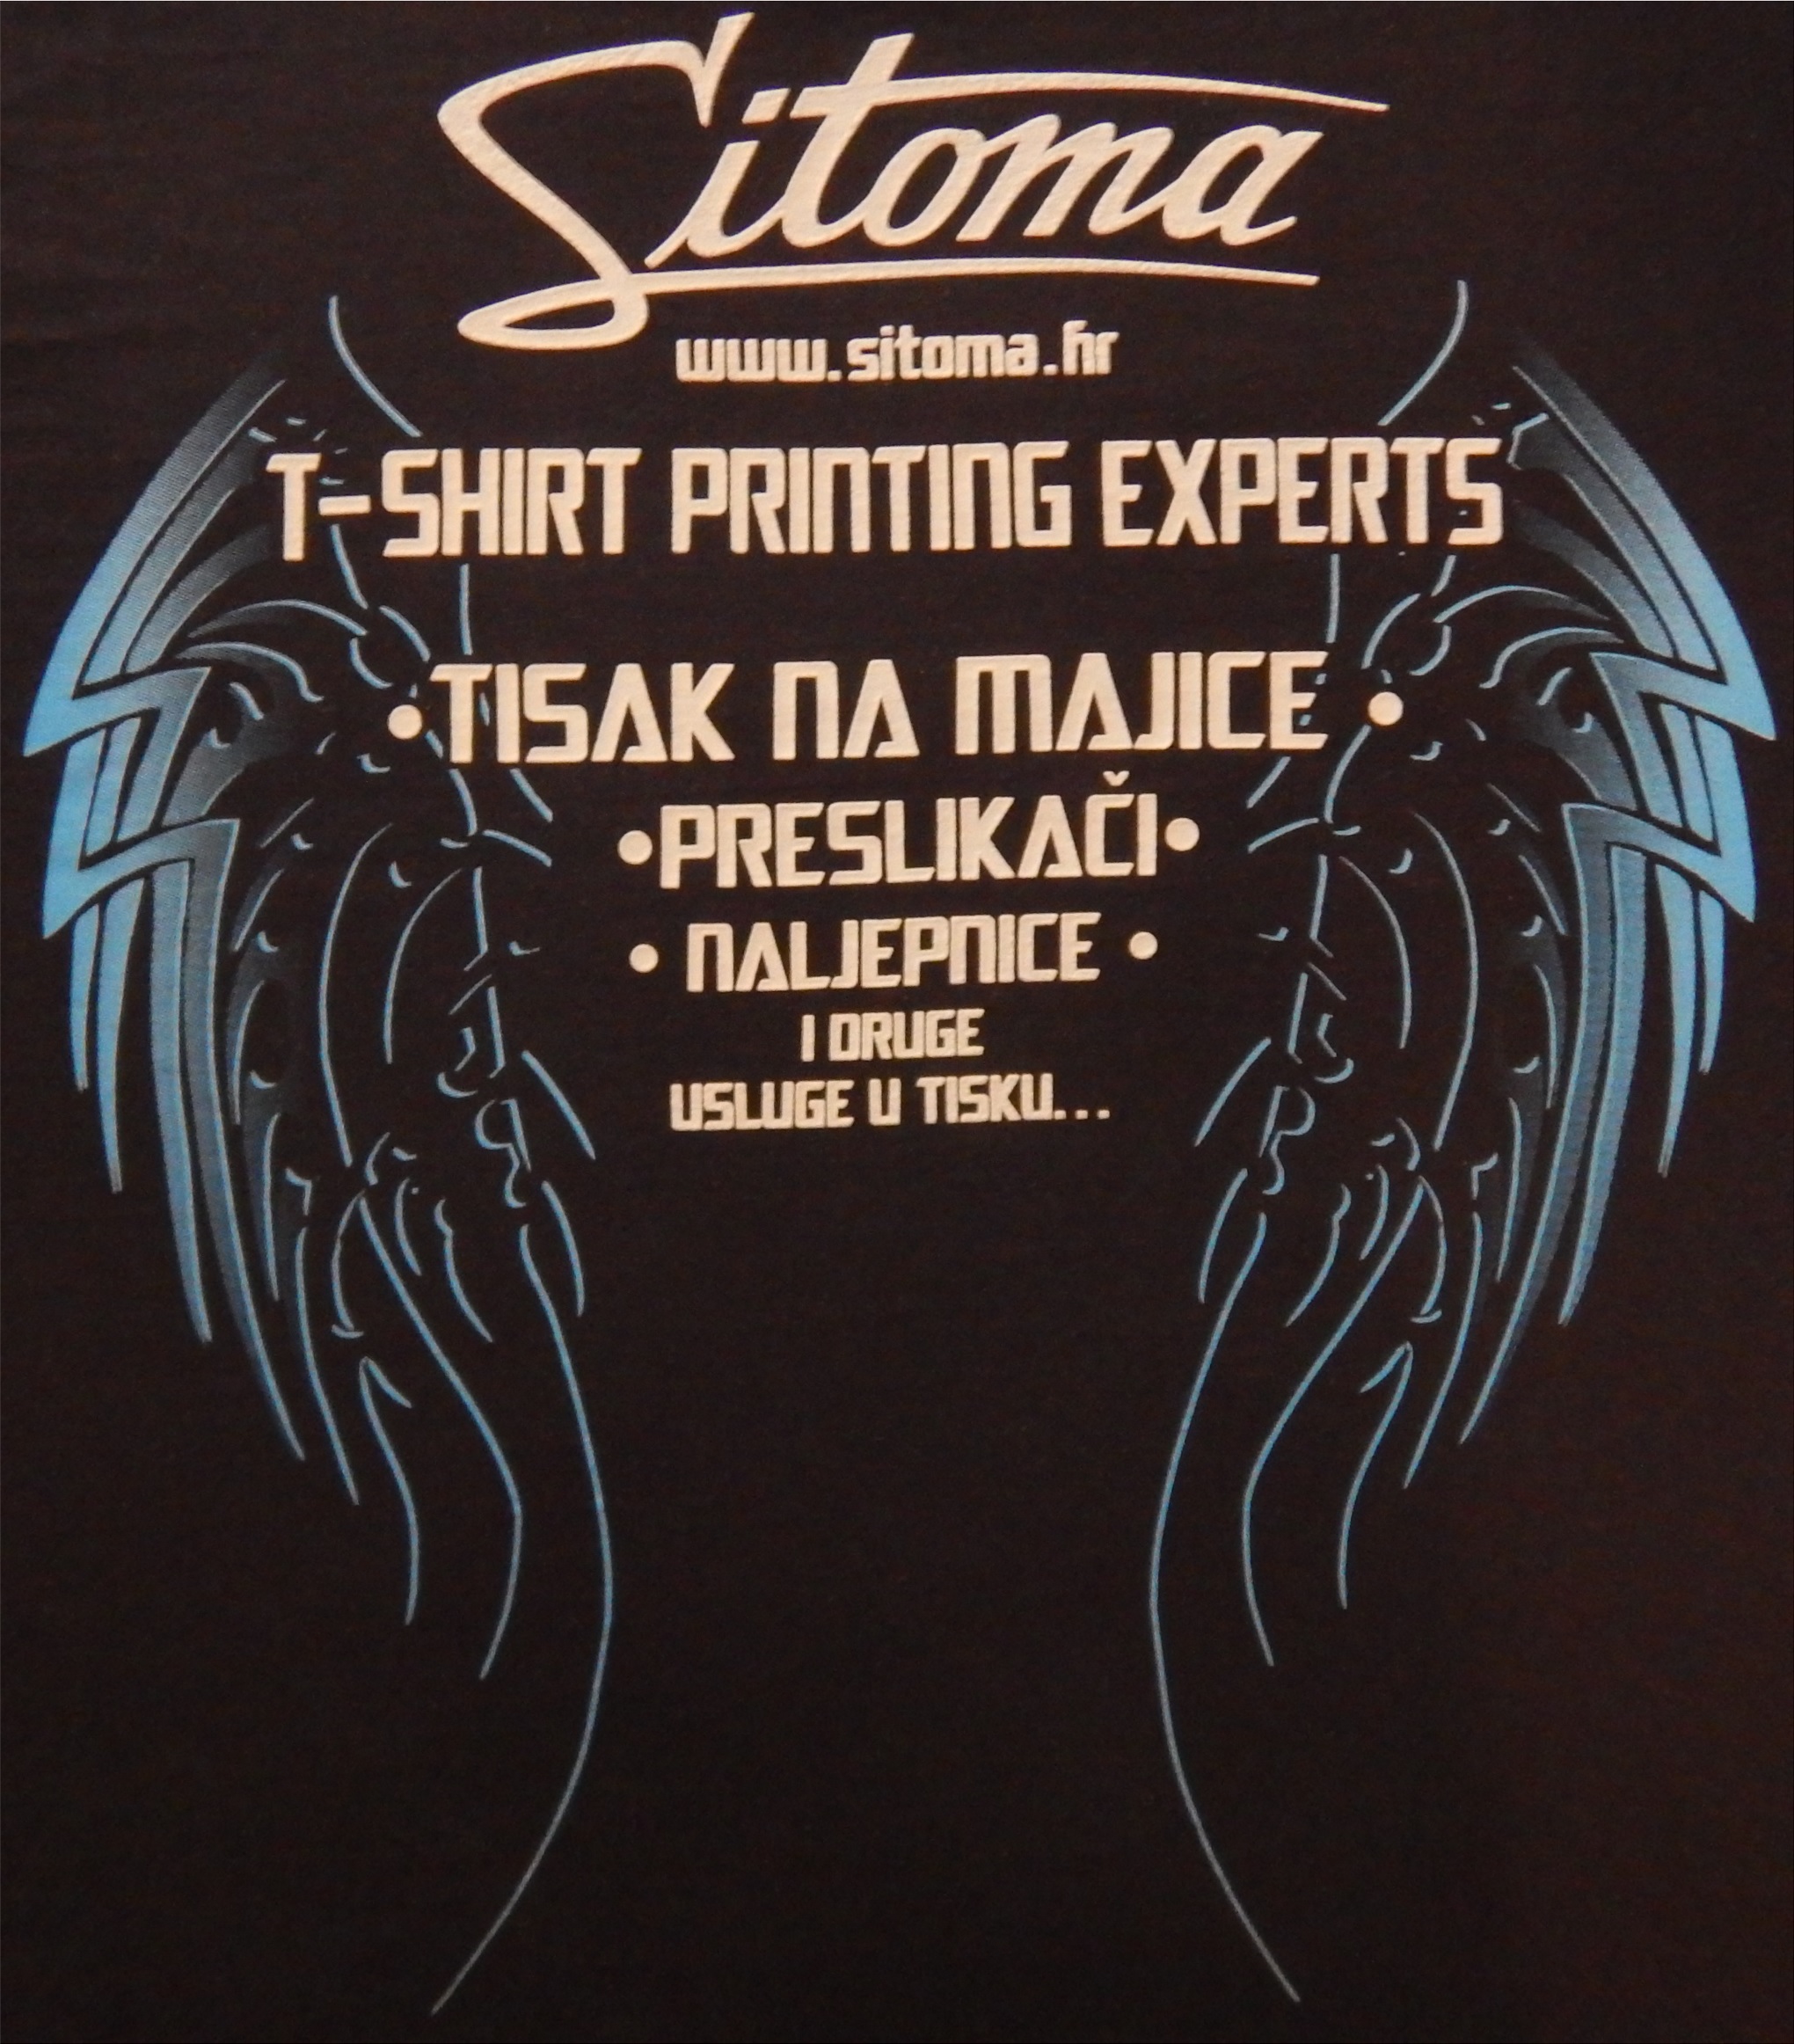 Sitoma
www.sitoma.hr
T-SHIRT PRINTING EXPERTS
•TISAK NA MAJICE •
•PRESLIKAČI•
• NALJEPNICE •
I DRUGE
USLUGE U TISKU...